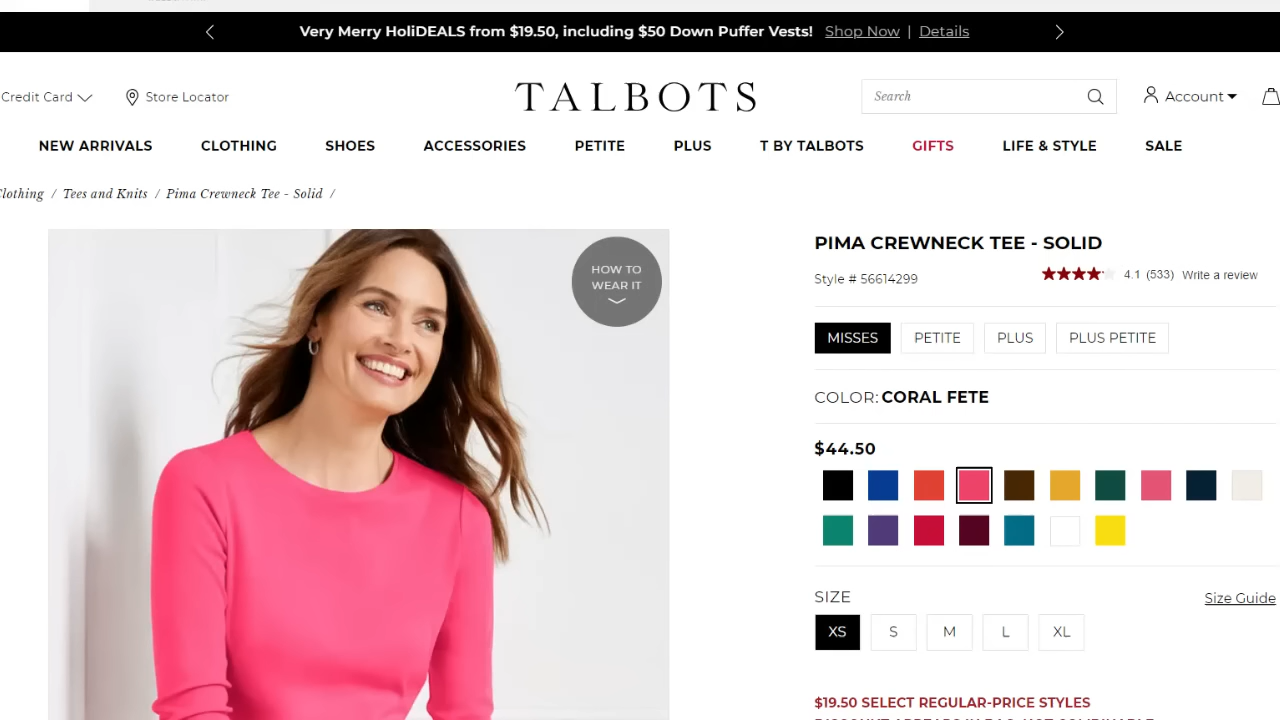 Very Merry HoliDEALS from $19.50, including $50 Down Puffer Vests! Shop Now | Details
Credit Card
Store Locator
TALBOTS
Search
Account
NEW ARRIVALS CLOTHING SHOES ACCESSORIES PETITE PLUS T BY TALBOTS GIFTS LIFE & STYLE SALE
Clothing / Tees and Knits / Pima Crewneck Tee - Solid /
HOW TO
WEAR IT
PIMA CREWNECK TEE - SOLID
Style # 56614299
4.1 (533) Write a review
MISSES PETITE PLUS PLUS PETITE
COLOR: CORAL FETE
$44.50
SIZE
Size Guide
XS S M L XL
$19.50 SELECT REGULAR-PRICE STYLES